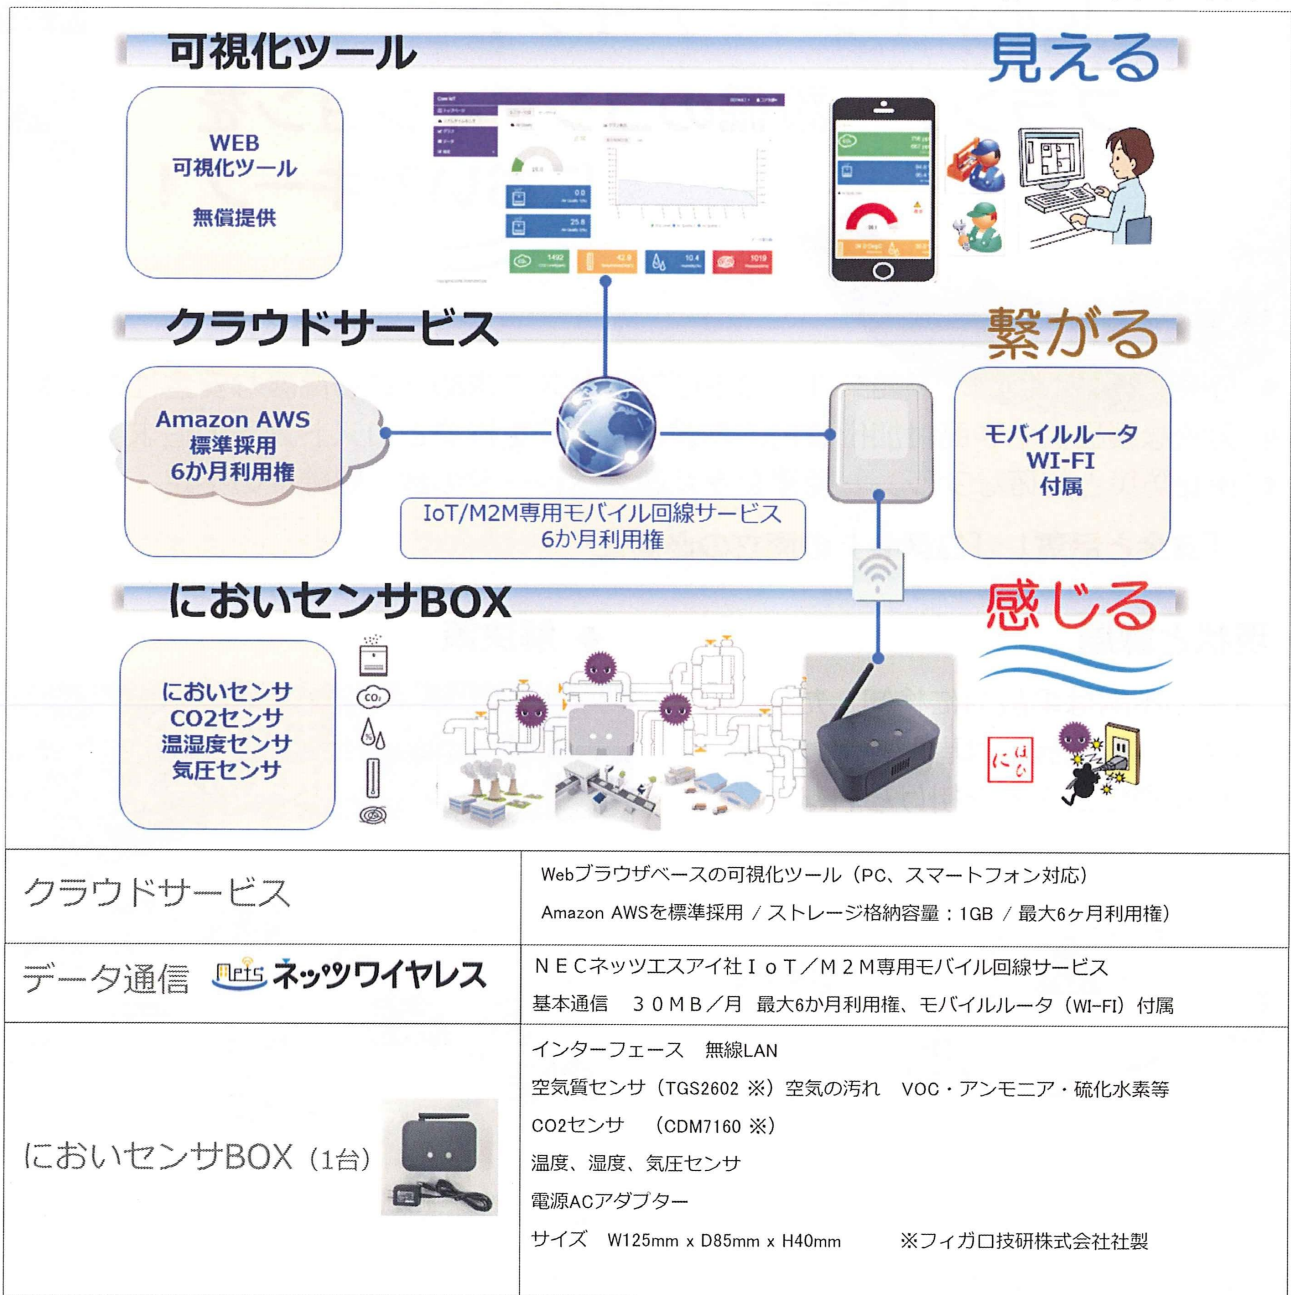 可視化ツール
見える
WEB
可視化ツール
無償提供
0.0
25.8
1492
42.9
10.4
1019
クラウドサービス
繋がる
Amazon AWS
標準採用
6か月利用権
モバイルルータ
WI-FI
付属
IoT/M2M専用モバイル回線サービス
6か月利用権
においセンサBOX
感じる
においセンサ
CO2センサ
温湿度センサ
気圧センサ
CO₂
%
クラウドサービス
Webブラウザベースの可視化ツール（PC、スマートフォン対応）
Amazon AWSを標準採用 / ストレージ格納容量：1GB / 最大6ヶ月利用権）
データ通信 Nets ネッツワイヤレス
ＮＥＣネッツエスアイ社ＩｏＴ／Ｍ２Ｍ専用モバイル回線サービス
基本通信　３０ＭＢ／月 最大6か月利用権、モバイルルータ（WI-FI）付属
においセンサBOX（1台）
インターフェース　無線LAN
空気質センサ（TGS2602 ※）空気の汚れ　VOC・アンモニア・硫化水素等
CO2センサ　（CDM7160 ※）
温度、湿度、気圧センサ
電源ACアダプター
サイズ　W125mm x D85mm x H40mm　　※フィガロ技研株式会社社製